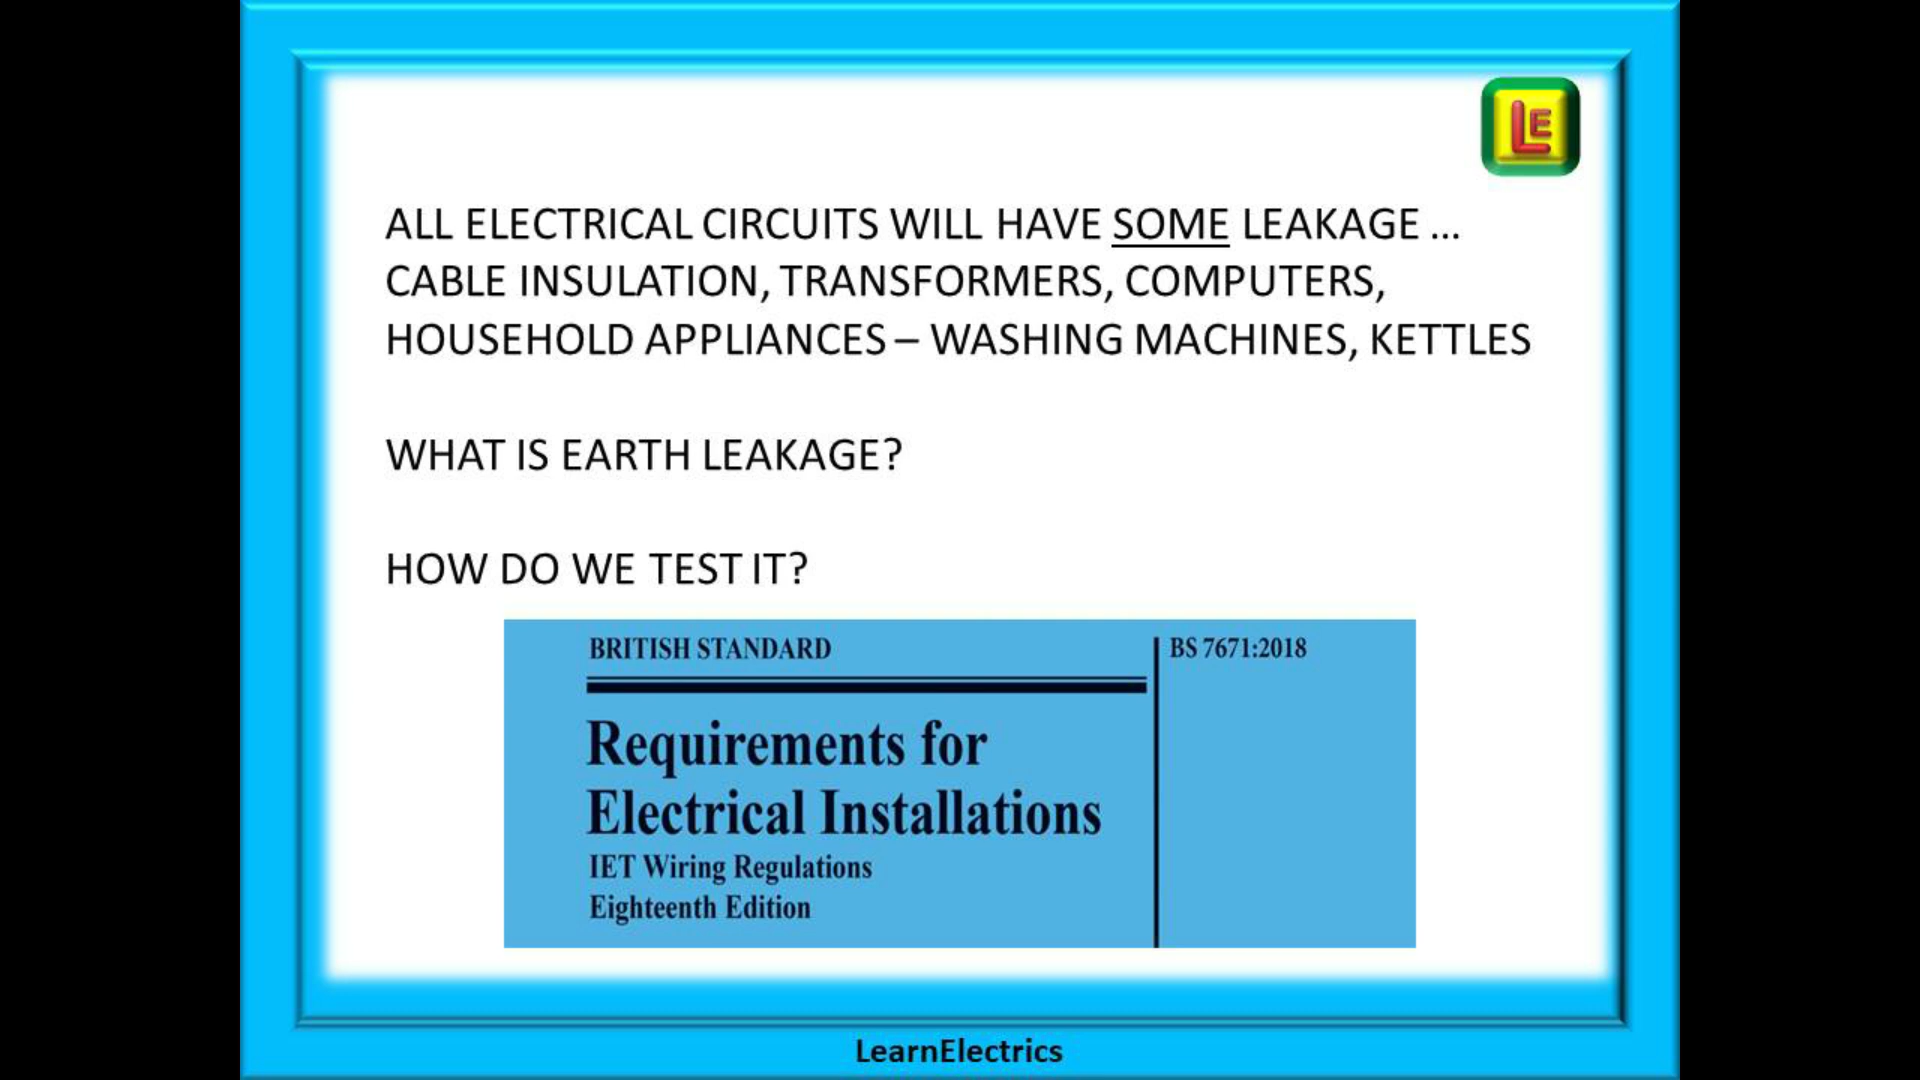 LE
ALL ELECTRICAL CIRCUITS WILL HAVE SOME LEAKAGE ...
CABLE INSULATION, TRANSFORMERS, COMPUTERS,
HOUSEHOLD APPLIANCES – WASHING MACHINES, KETTLES
WHAT IS EARTH LEAKAGE?
HOW DO WE TEST IT?
BRITISH STANDARD
BS 7671:2018
Requirements for
Electrical Installations
IET Wiring Regulations
Eighteenth Edition
LearnElectrics